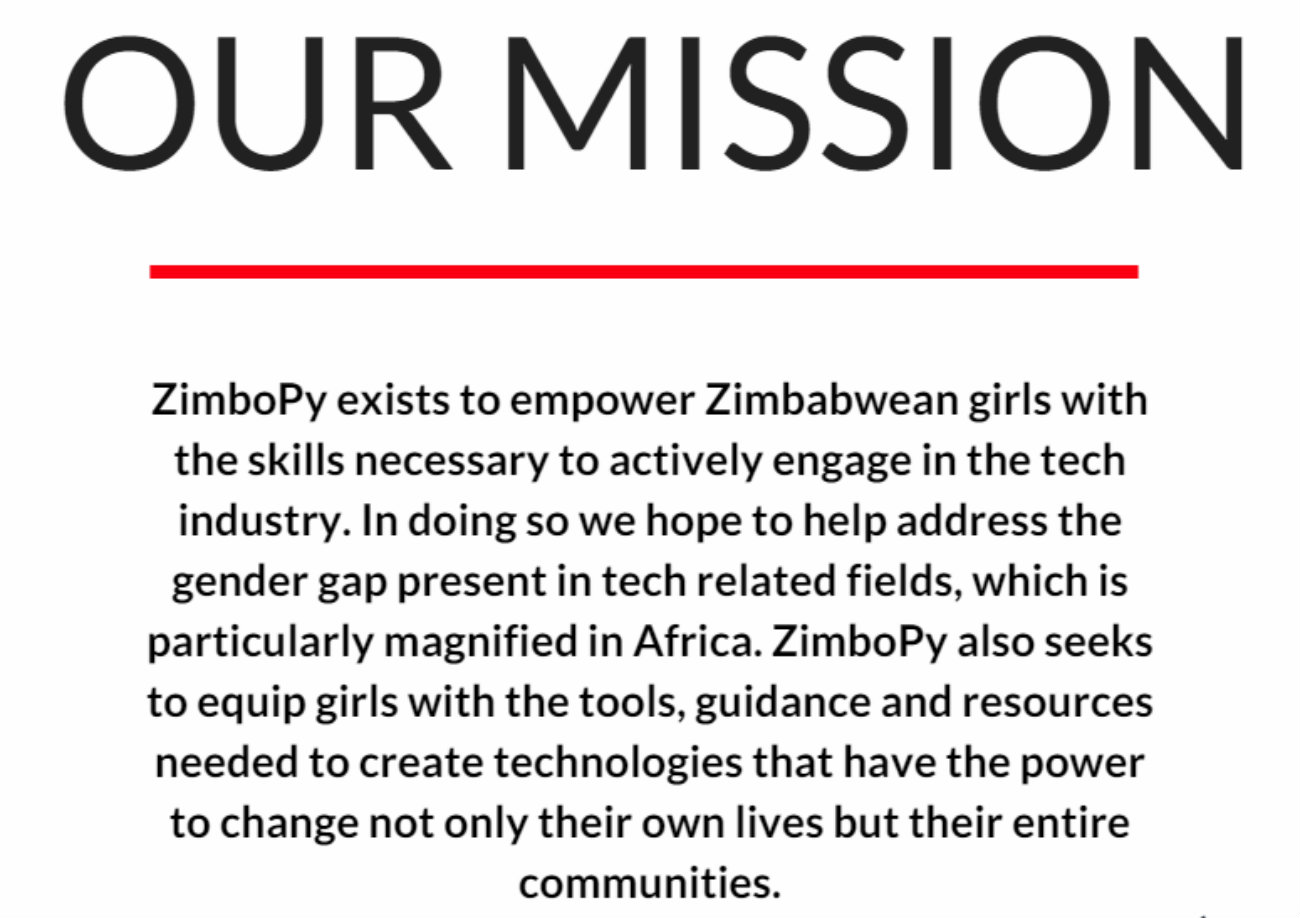 OUR MISSION
ZimboPy exists to empower Zimbabwean girls with
the skills necessary to actively engage in the tech
industry. In doing so we hope to help address the
gender gap present in tech related fields, which is
particularly magnified in Africa. ZimboPy also seeks
to equip girls with the tools, guidance and resources
needed to create technologies that have the power
to change not only their own lives but their entire
communities.